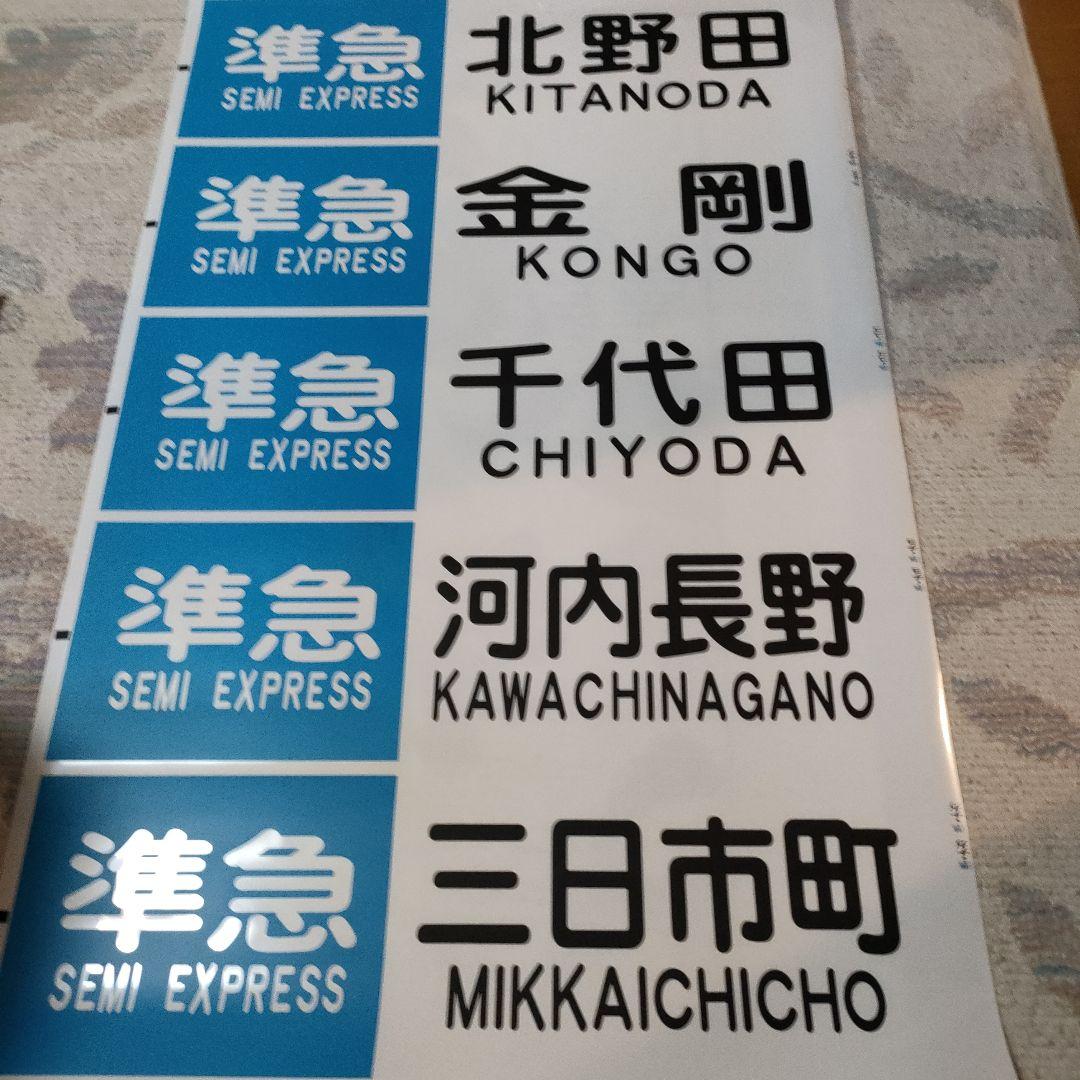 準急 北野田
SEMI EXPRESS KITANODA
準急 金剛
SEMI EXPRESS KONGO
準急 千代田
SEMI EXPRESS CHIYODA
準急 河内長野
SEMI EXPRESS KAWACHINAGANO
準急 三日市町
SEMI EXPRESS MIKKAICHICHO